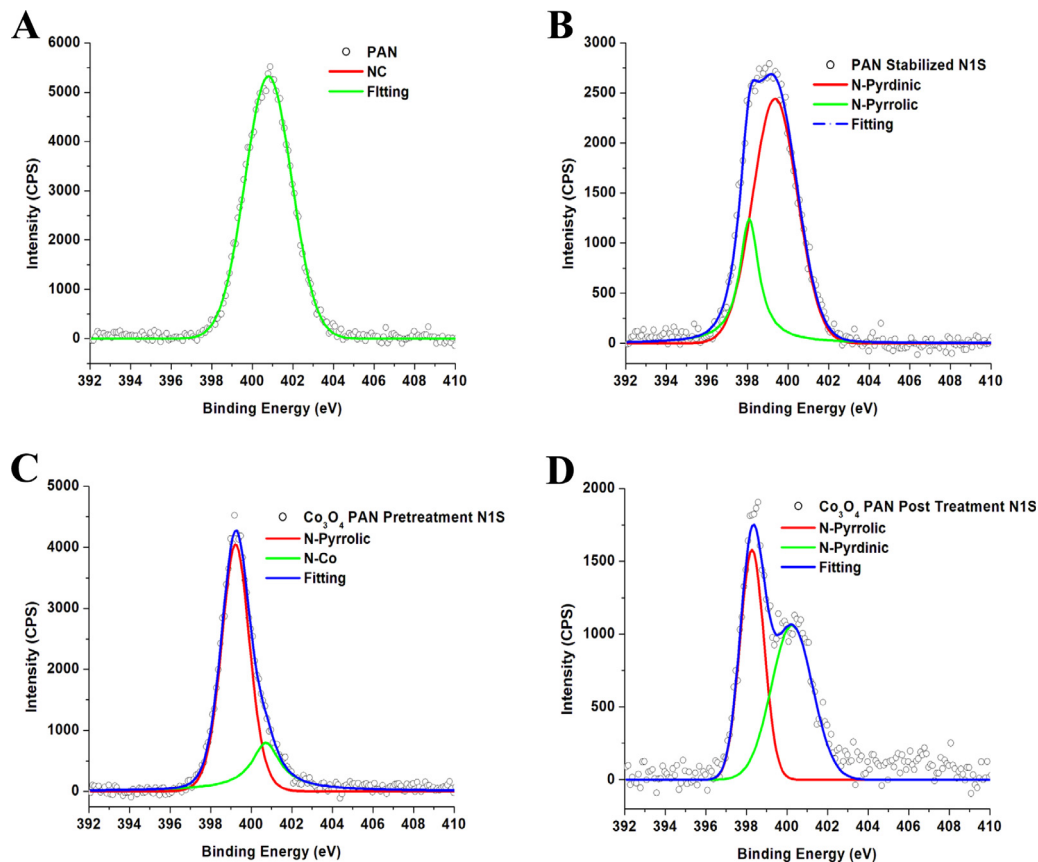 A
6000
5000
4000
3000
2000
1000
0
Intensity (CPS)
PAN
NC
FItting
392 394 396 398 400 402 404 406 408 410
Binding Energy (eV)
B
3000
2500
2000
1500
1000
500
0
Intenisty (CPS)
PAN Stabilized N1S
N-Pyrdinic
N-Pyrrolic
Fitting
392 394 396 398 400 402 404 406 408 410
Binding Energy (eV)
C
5000
4000
3000
2000
1000
0
Intensity (CPS)
Co₃O₄ PAN Pretreatment N1S
N-Pyrrolic
N-Co
Fitting
392 394 396 398 400 402 404 406 408 410
Binding Energy (eV)
D
2000
1500
1000
500
0
Intensity (CPS)
Co₃O₄ PAN Post Treatment N1S
N-Pyrrolic
N-Pyrdinic
Fitting
392 394 396 398 400 402 404 406 408 410
Binding Energy (eV)